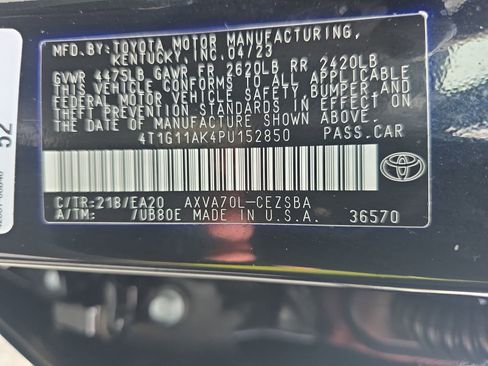 MFD.BY:TOYOTA MOTOR MANUFACTURING,
KENTUCKY, INC. 04/23
GVWR 4475LB GAWR FR 2620LB RR 2420LB
THIS VEHICLE CONFORMS TO ALL APPLICABLE
FEDERAL MOTOR VEHICLE SAFETY, BUMPER, AND
THEFT PREVENTION STANDARDS IN EFFECT ON
THE DATE OF MANUFACTURE SHOWN ABOVE.
4T1G11AK4PU152850 PASS.CAR
TOYOTA
C/TR:218/EA20 AXVA70L-CEZSBA
A/TM: /UB80E MADE IN U.S.A. 36570
52